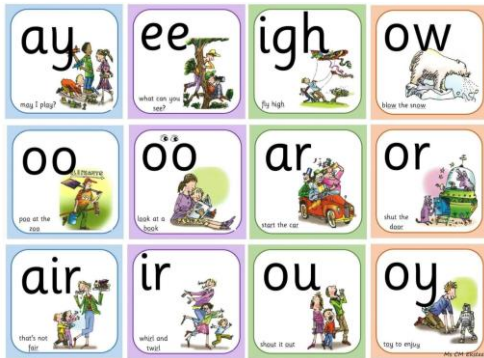 ay
may I play?
ee
what can you
see?
igh
fly high
ow
blow the snow
oo
poo at the
zoo
oo
look at a
book
ar
start the car
or
shut the
door
air
that's not
fair
ir
whirl and
twirl
ou
shout it out
oy
toy to enjoy